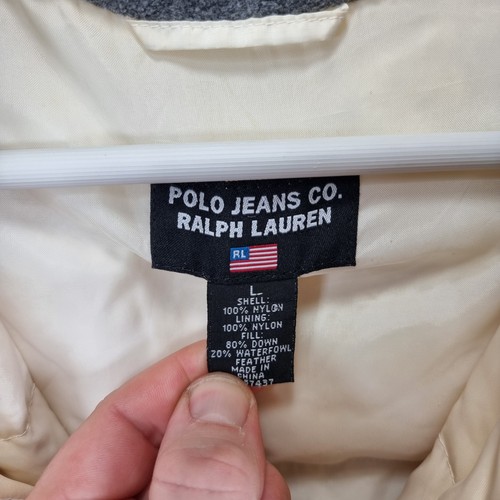 POLO JEANS CO.
RALPH LAUREN
RL
L
SHELL:
100% NYLON
LINING:
100% NYLON
FILL:
80% DOWN
20% WATERFOWL
FEATHER
MADE IN
CHINA